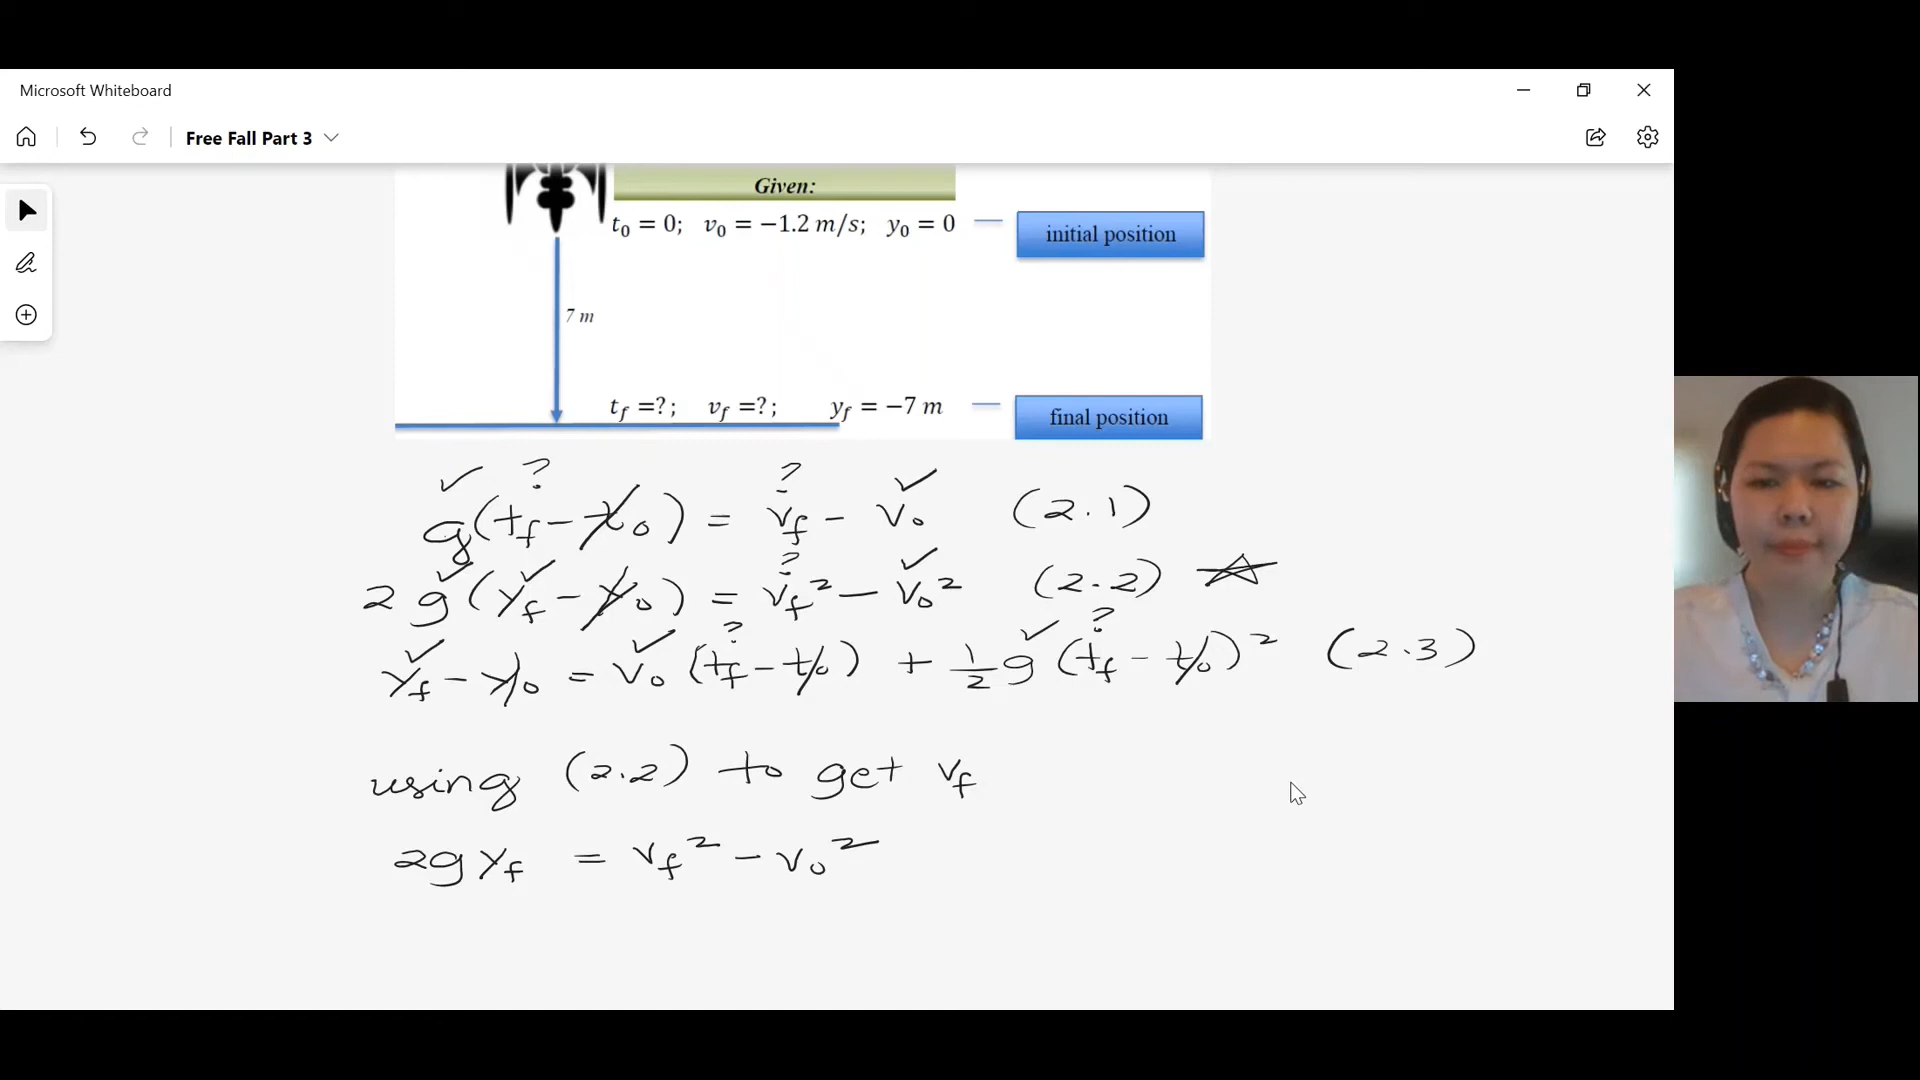 Microsoft Whiteboard
Free Fall Part 3
Given:
t₀ = 0; v₀ = −1.2 m/s; y₀ = 0
initial position
7 m
t_f =?; v_f =?; y_f = −7 m
final position
✓ ? ? ✓
g(t_f − t₀) = v_f − v₀ (2.1)
✓ ✓ ? ✓
2g(y_f − y₀) = v_f² − v₀² (2.2) ☆
✓ ✓ ? ✓ ?
y_f − y₀ = v₀(t_f − t₀) + 1/2 g(t_f − t₀)² (2.3)
using (2.2) to get v_f
2gy_f = v_f² − v₀²